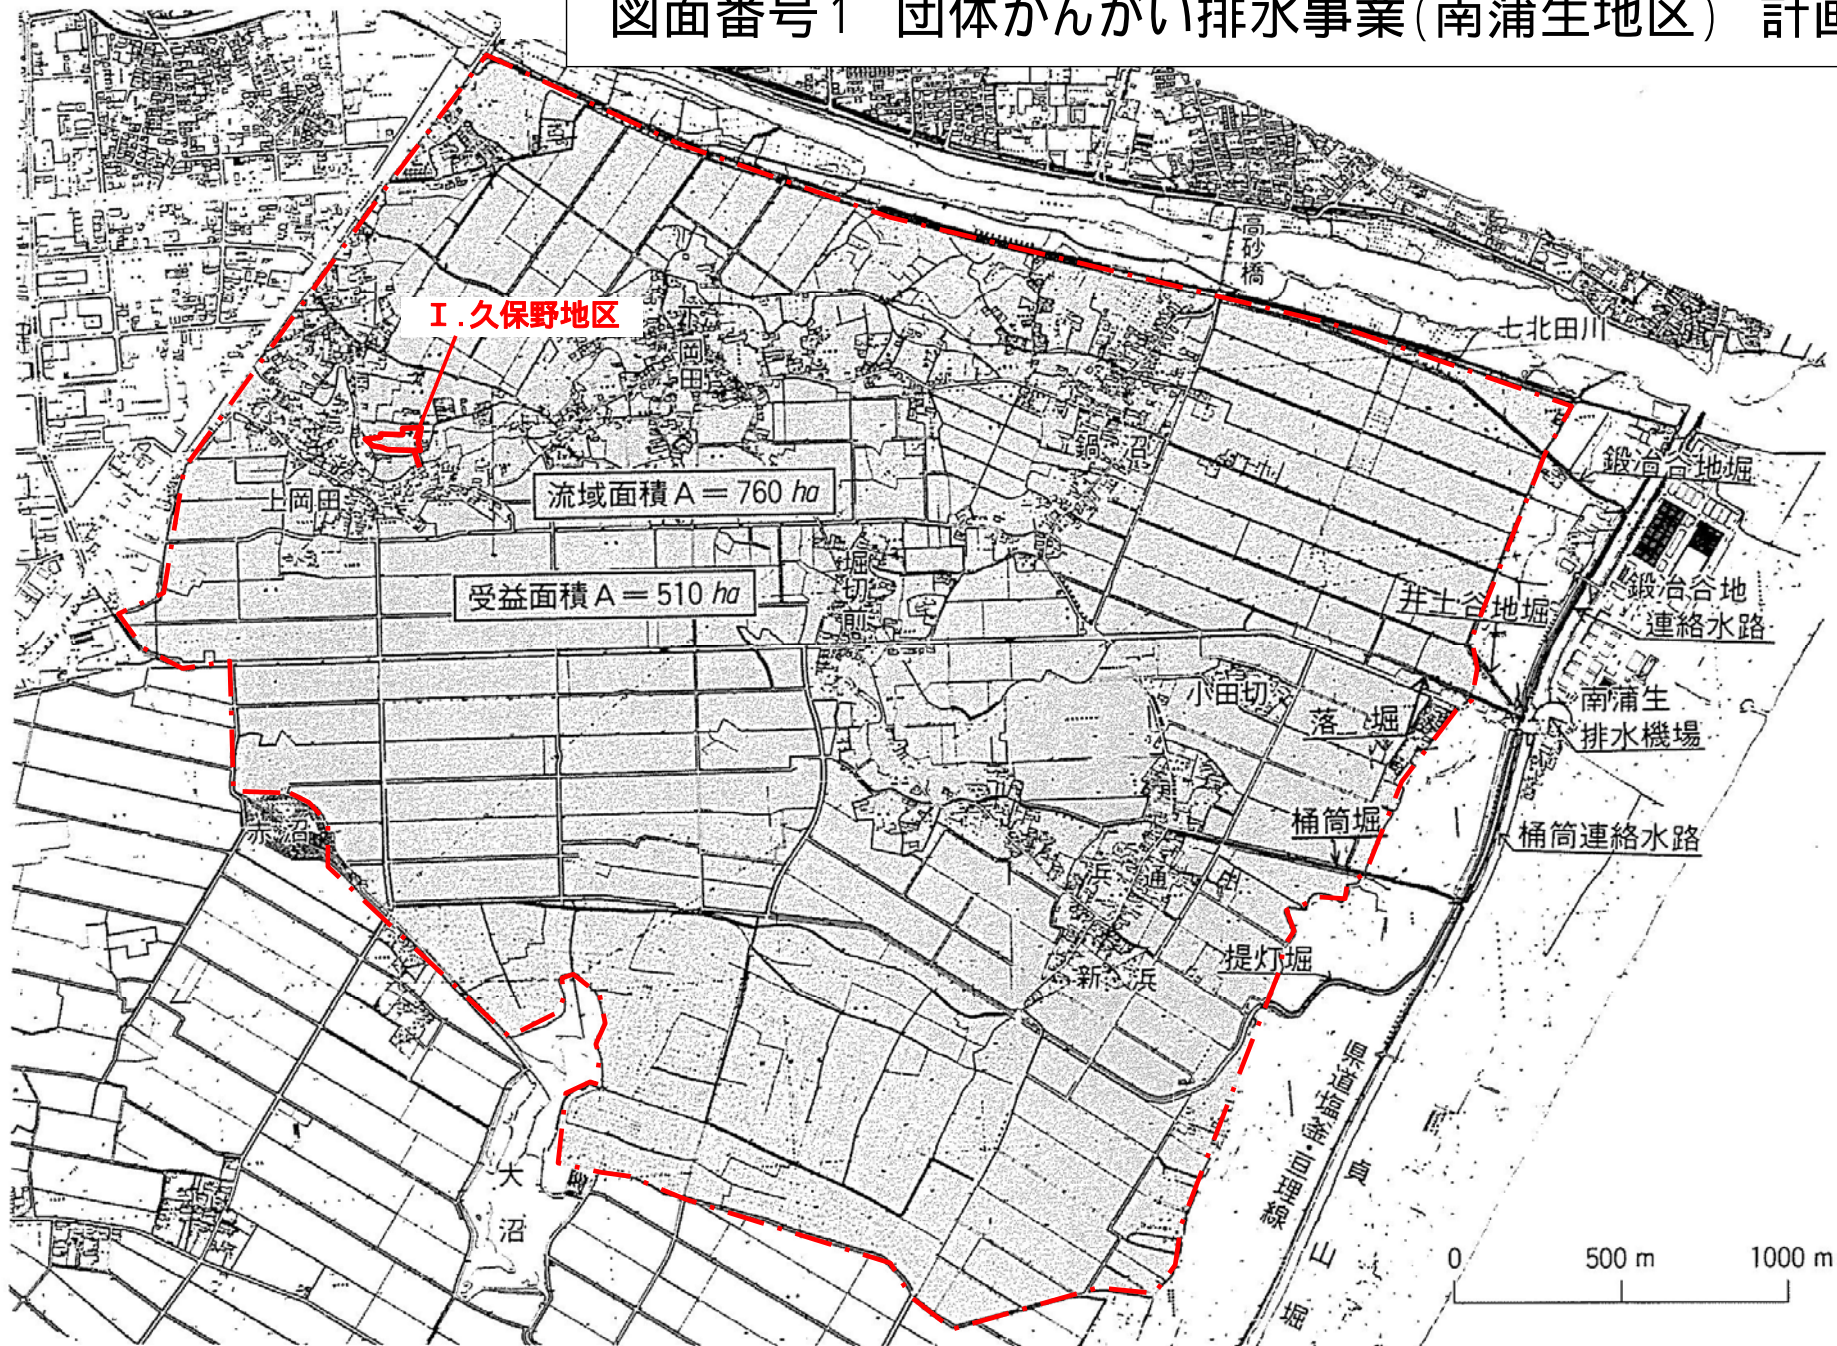 図面番号1 団体かんがい排水事業(南蒲生地区) 計画
高砂橋
七北田川
I.久保野地区
岡田
鍋沼
鍛冶谷地堀
上岡田
流域面積A=760 ha
堀切前
受益面積A=510 ha
井土谷地堀
鍛冶谷地
連絡水路
小田切
落堀
南蒲生
排水機場
赤沼
桶筒堀
桶筒連絡水路
浜通
提灯堀
新浜
県道塩釜・亘理線
大沼
貞山堀
0 500 m 1000 m